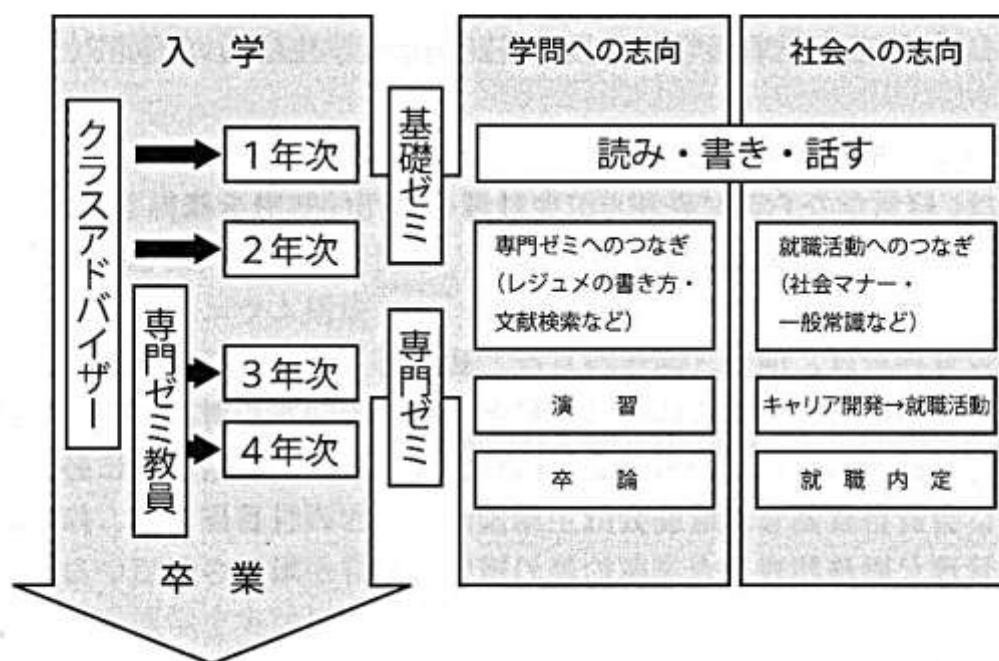 入学
クラスアドバイザー
1年次
2年次
専門ゼミ教員
3年次
4年次
卒業
基礎ゼミ
専門ゼミ
学問への志向
社会への志向
読み・書き・話す
専門ゼミへのつなぎ
(レジュメの書き方・
文献検索など)
就職活動へのつなぎ
(社会マナー・
一般常識など)
演習
キャリア開発→就職活動
卒論
就職内定